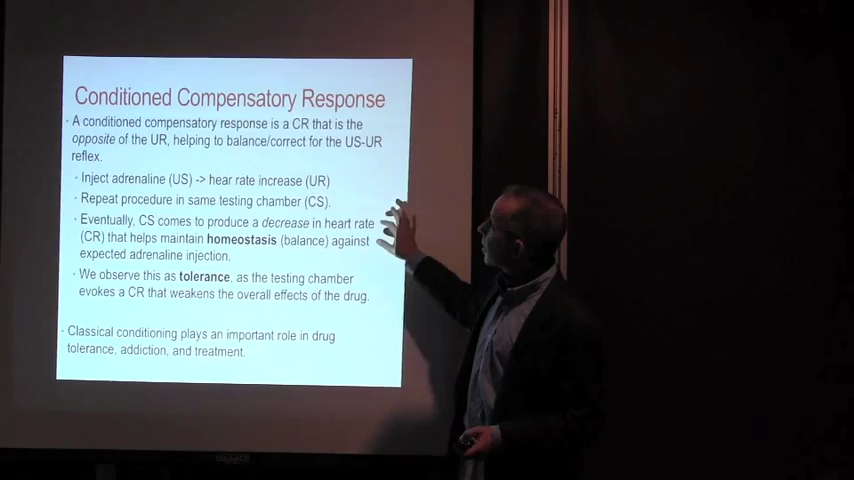 Conditioned Compensatory Response
· A conditioned compensatory response is a CR that is the
opposite of the UR, helping to balance/correct for the US-UR
reflex.
· Inject adrenaline (US) -> hear rate increase (UR)
· Repeat procedure in same testing chamber (CS).
· Eventually, CS comes to produce a decrease in heart rate
(CR) that helps maintain homeostasis (balance) against
expected adrenaline injection.
· We observe this as tolerance, as the testing chamber
evokes a CR that weakens the overall effects of the drug.
· Classical conditioning plays an important role in drug
tolerance, addiction, and treatment.